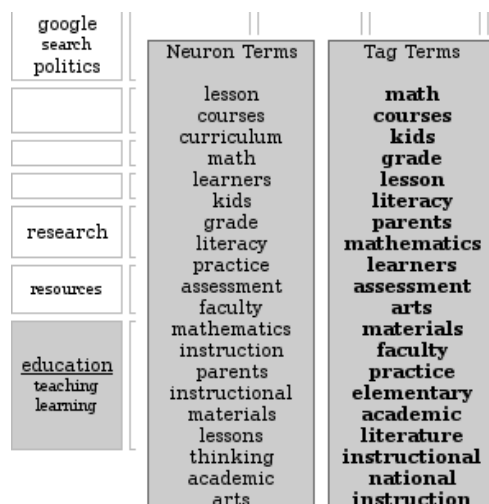 google
search
politics
research
resources
education
teaching
learning
Neuron Terms
lesson
courses
curriculum
math
learners
kids
grade
literacy
practice
assessment
faculty
mathematics
instruction
parents
instructional
materials
lessons
thinking
academic
arts
Tag Terms
math
courses
kids
grade
lesson
literacy
parents
mathematics
learners
assessment
arts
materials
faculty
practice
elementary
academic
literature
instructional
national
instruction